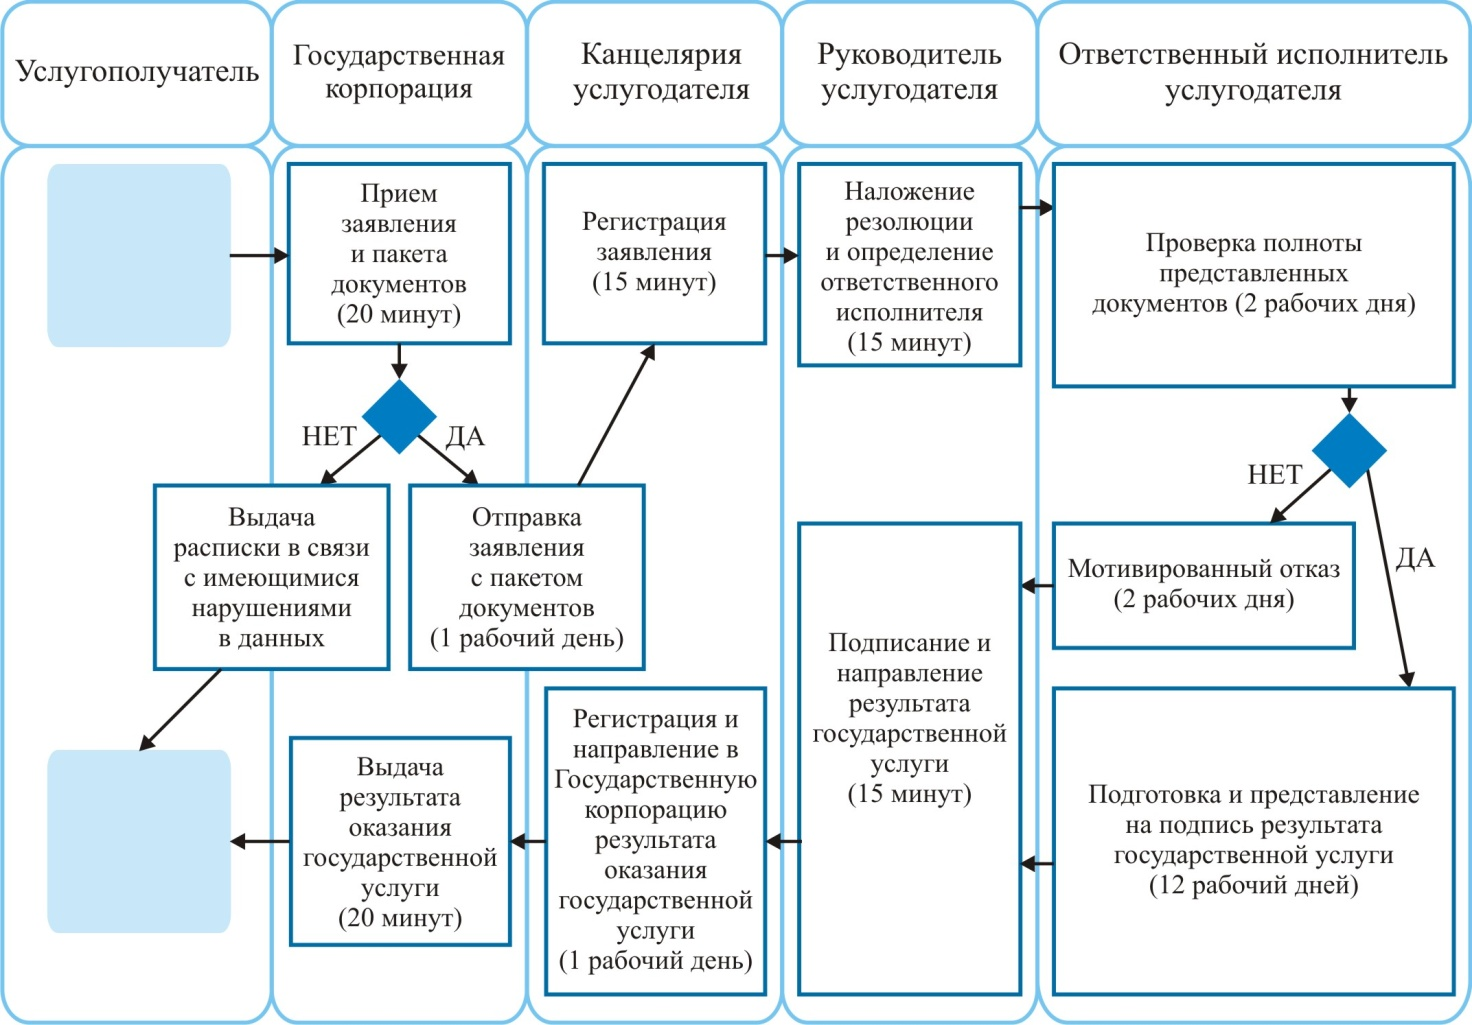 Услугополучатель
Государственная
корпорация
Канцелярия
услугодателя
Руководитель
услугодателя
Ответственный исполнитель
услугодателя
Прием
заявления
и пакета
документов
(20 минут)
Регистрация
заявления
(15 минут)
Наложение
резолюции
и определение
ответственного
исполнителя
(15 минут)
Проверка полноты
представленных
документов (2 рабочих дня)
НЕТ
ДА
НЕТ
ДА
Выдача
расписки в связи
с имеющимися
нарушениями
в данных
Отправка
заявления
с пакетом
документов
(1 рабочий день)
Мотивированный отказ
(2 рабочих дня)
Подписание и
направление
результата
государственной
услуги
(15 минут)
Выдача
результата
оказания
государственной
услуги
(20 минут)
Регистрация и
направление в
Государственную
корпорацию
результата
оказания
государственной
услуги
(1 рабочий день)
Подготовка и представление
на подпись результата
государственной услуги
(12 рабочий дней)